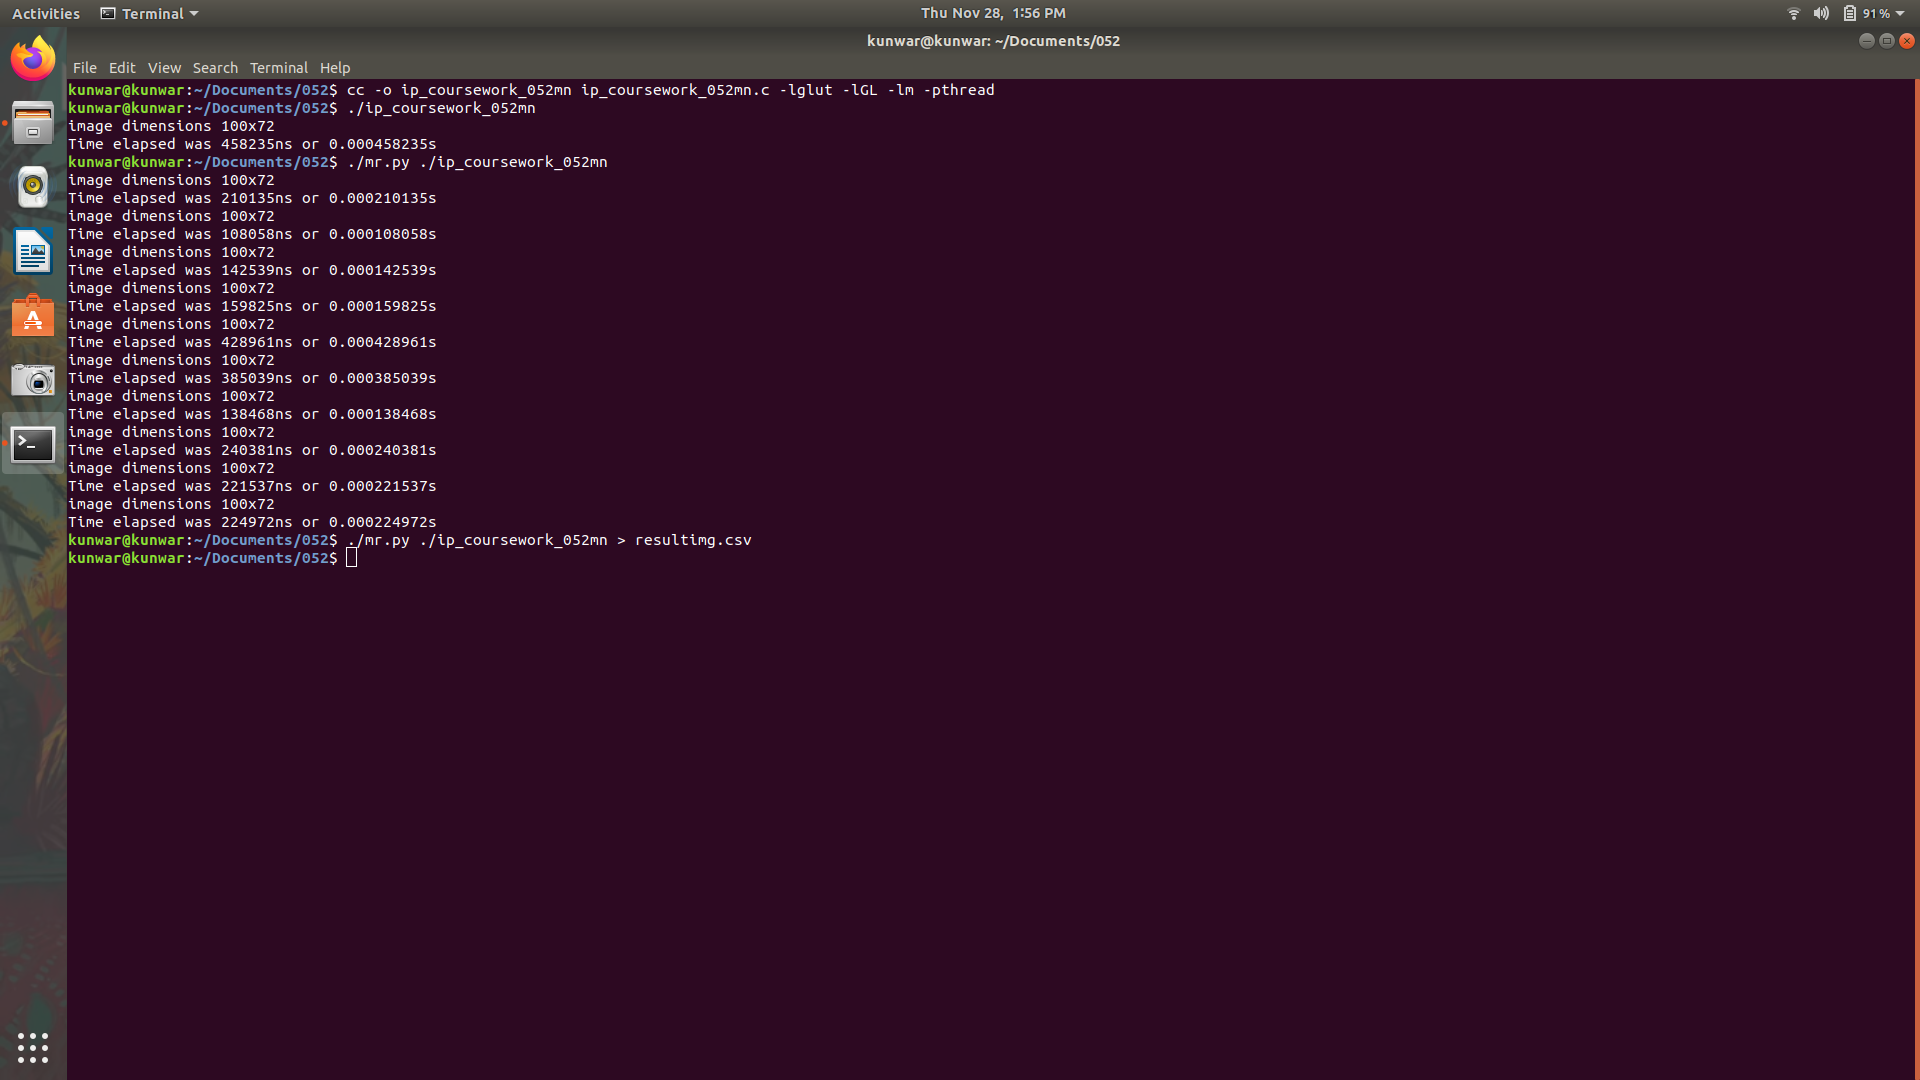 Activities Terminal Thu Nov 28, 1:56 PM 91%
kunwar@kunwar: ~/Documents/052
File Edit View Search Terminal Help
kunwar@kunwar:~/Documents/052$ cc -o ip_coursework_052mn ip_coursework_052mn.c -lglut -lGL -lm -pthread
kunwar@kunwar:~/Documents/052$ ./ip_coursework_052mn
image dimensions 100x72
Time elapsed was 458235ns or 0.000458235s
kunwar@kunwar:~/Documents/052$ ./mr.py ./ip_coursework_052mn
image dimensions 100x72
Time elapsed was 210135ns or 0.000210135s
image dimensions 100x72
Time elapsed was 108058ns or 0.000108058s
image dimensions 100x72
Time elapsed was 142539ns or 0.000142539s
image dimensions 100x72
Time elapsed was 159825ns or 0.000159825s
image dimensions 100x72
Time elapsed was 428961ns or 0.000428961s
image dimensions 100x72
Time elapsed was 385039ns or 0.000385039s
image dimensions 100x72
Time elapsed was 138468ns or 0.000138468s
image dimensions 100x72
Time elapsed was 240381ns or 0.000240381s
image dimensions 100x72
Time elapsed was 221537ns or 0.000221537s
image dimensions 100x72
Time elapsed was 224972ns or 0.000224972s
kunwar@kunwar:~/Documents/052$ ./mr.py ./ip_coursework_052mn > resultimg.csv
kunwar@kunwar:~/Documents/052$